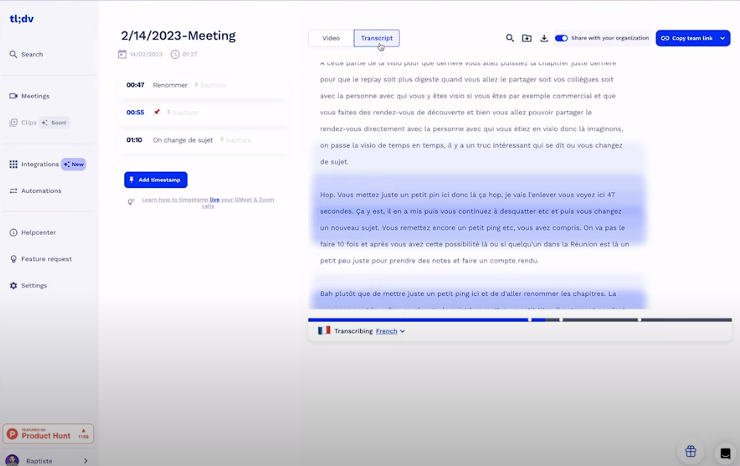 tl;dv
Search
Meetings
Clips Soon!
Integrations New
Automations
Helpcenter
Feature request
Settings
FEATURED ON
Product Hunt
Baptiste
2/14/2023-Meeting
14/02/2023 01:27
00:47 Renommer Baptiste
00:55 Baptiste
01:10 On change de sujet Baptiste
Add timestamp
Learn how to timestamp live your GMeet & Zoom
calls
Video Transcript
Share with your organization
Copy team link
À cette partie de la visio pour que derrière vous allez puissiez la chapitrer juste derrière
pour que le replay soit plus digeste quand vous allez le partager soit vos collègues soit
avec la personne avec qui vous y êtes visio si vous êtes par exemple commercial et que
vous faites des rendez-vous de découverte et bien vous allez pouvoir partager le
rendez-vous directement avec la personne avec qui vous étiez en visio donc là imaginons,
on passe la visio de temps en temps, il y a un truc intéressant qui se dit ou vous changez
de sujet.
Hop. Vous mettez juste un petit pin ici donc là ça hop, je vais l'enlever vous voyez ici 47
secondes. Ça y est, il en a mis puis vous continuez à desquatter etc et puis vous changez
un nouveau sujet. Vous remettez encore un petit ping etc, vous avez compris. On va pas le
faire 10 fois et après vous avez cette possibilité là ou si quelqu'un dans la Réunion est là un
petit peu juste pour prendre des notes et faire un compte rendu.
Bah plutôt que de mettre juste un petit ping ici et de d'aller renommer les chapitres. La
Transcribing French